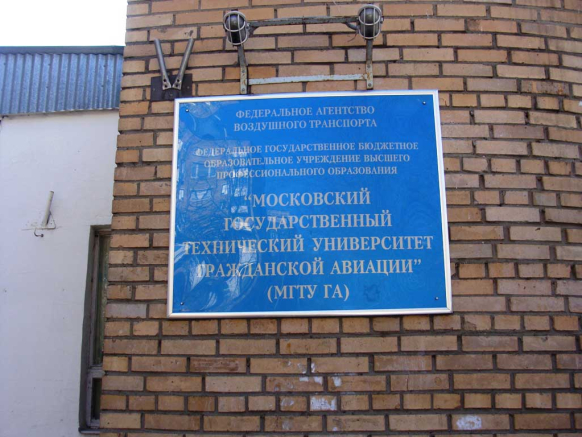 ФЕДЕРАЛЬНОЕ АГЕНТСТВО
ВОЗДУШНОГО ТРАНСПОРТА
ФЕДЕРАЛЬНОЕ ГОСУДАРСТВЕННОЕ БЮДЖЕТНОЕ
ОБРАЗОВАТЕЛЬНОЕ УЧРЕЖДЕНИЕ ВЫСШЕГО
ПРОФЕССИОНАЛЬНОГО ОБРАЗОВАНИЯ
"МОСКОВСКИЙ
ГОСУДАРСТВЕННЫЙ
ТЕХНИЧЕСКИЙ УНИВЕРСИТЕТ
ГРАЖДАНСКОЙ АВИАЦИИ"
(МГТУ ГА)